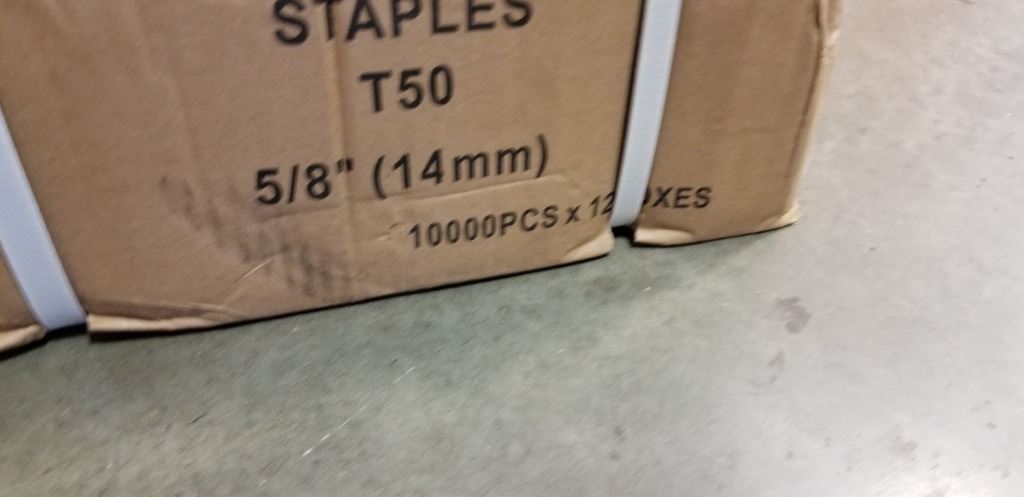 STAPLES
T50
5/8" (14mm)
10000PCS x 12